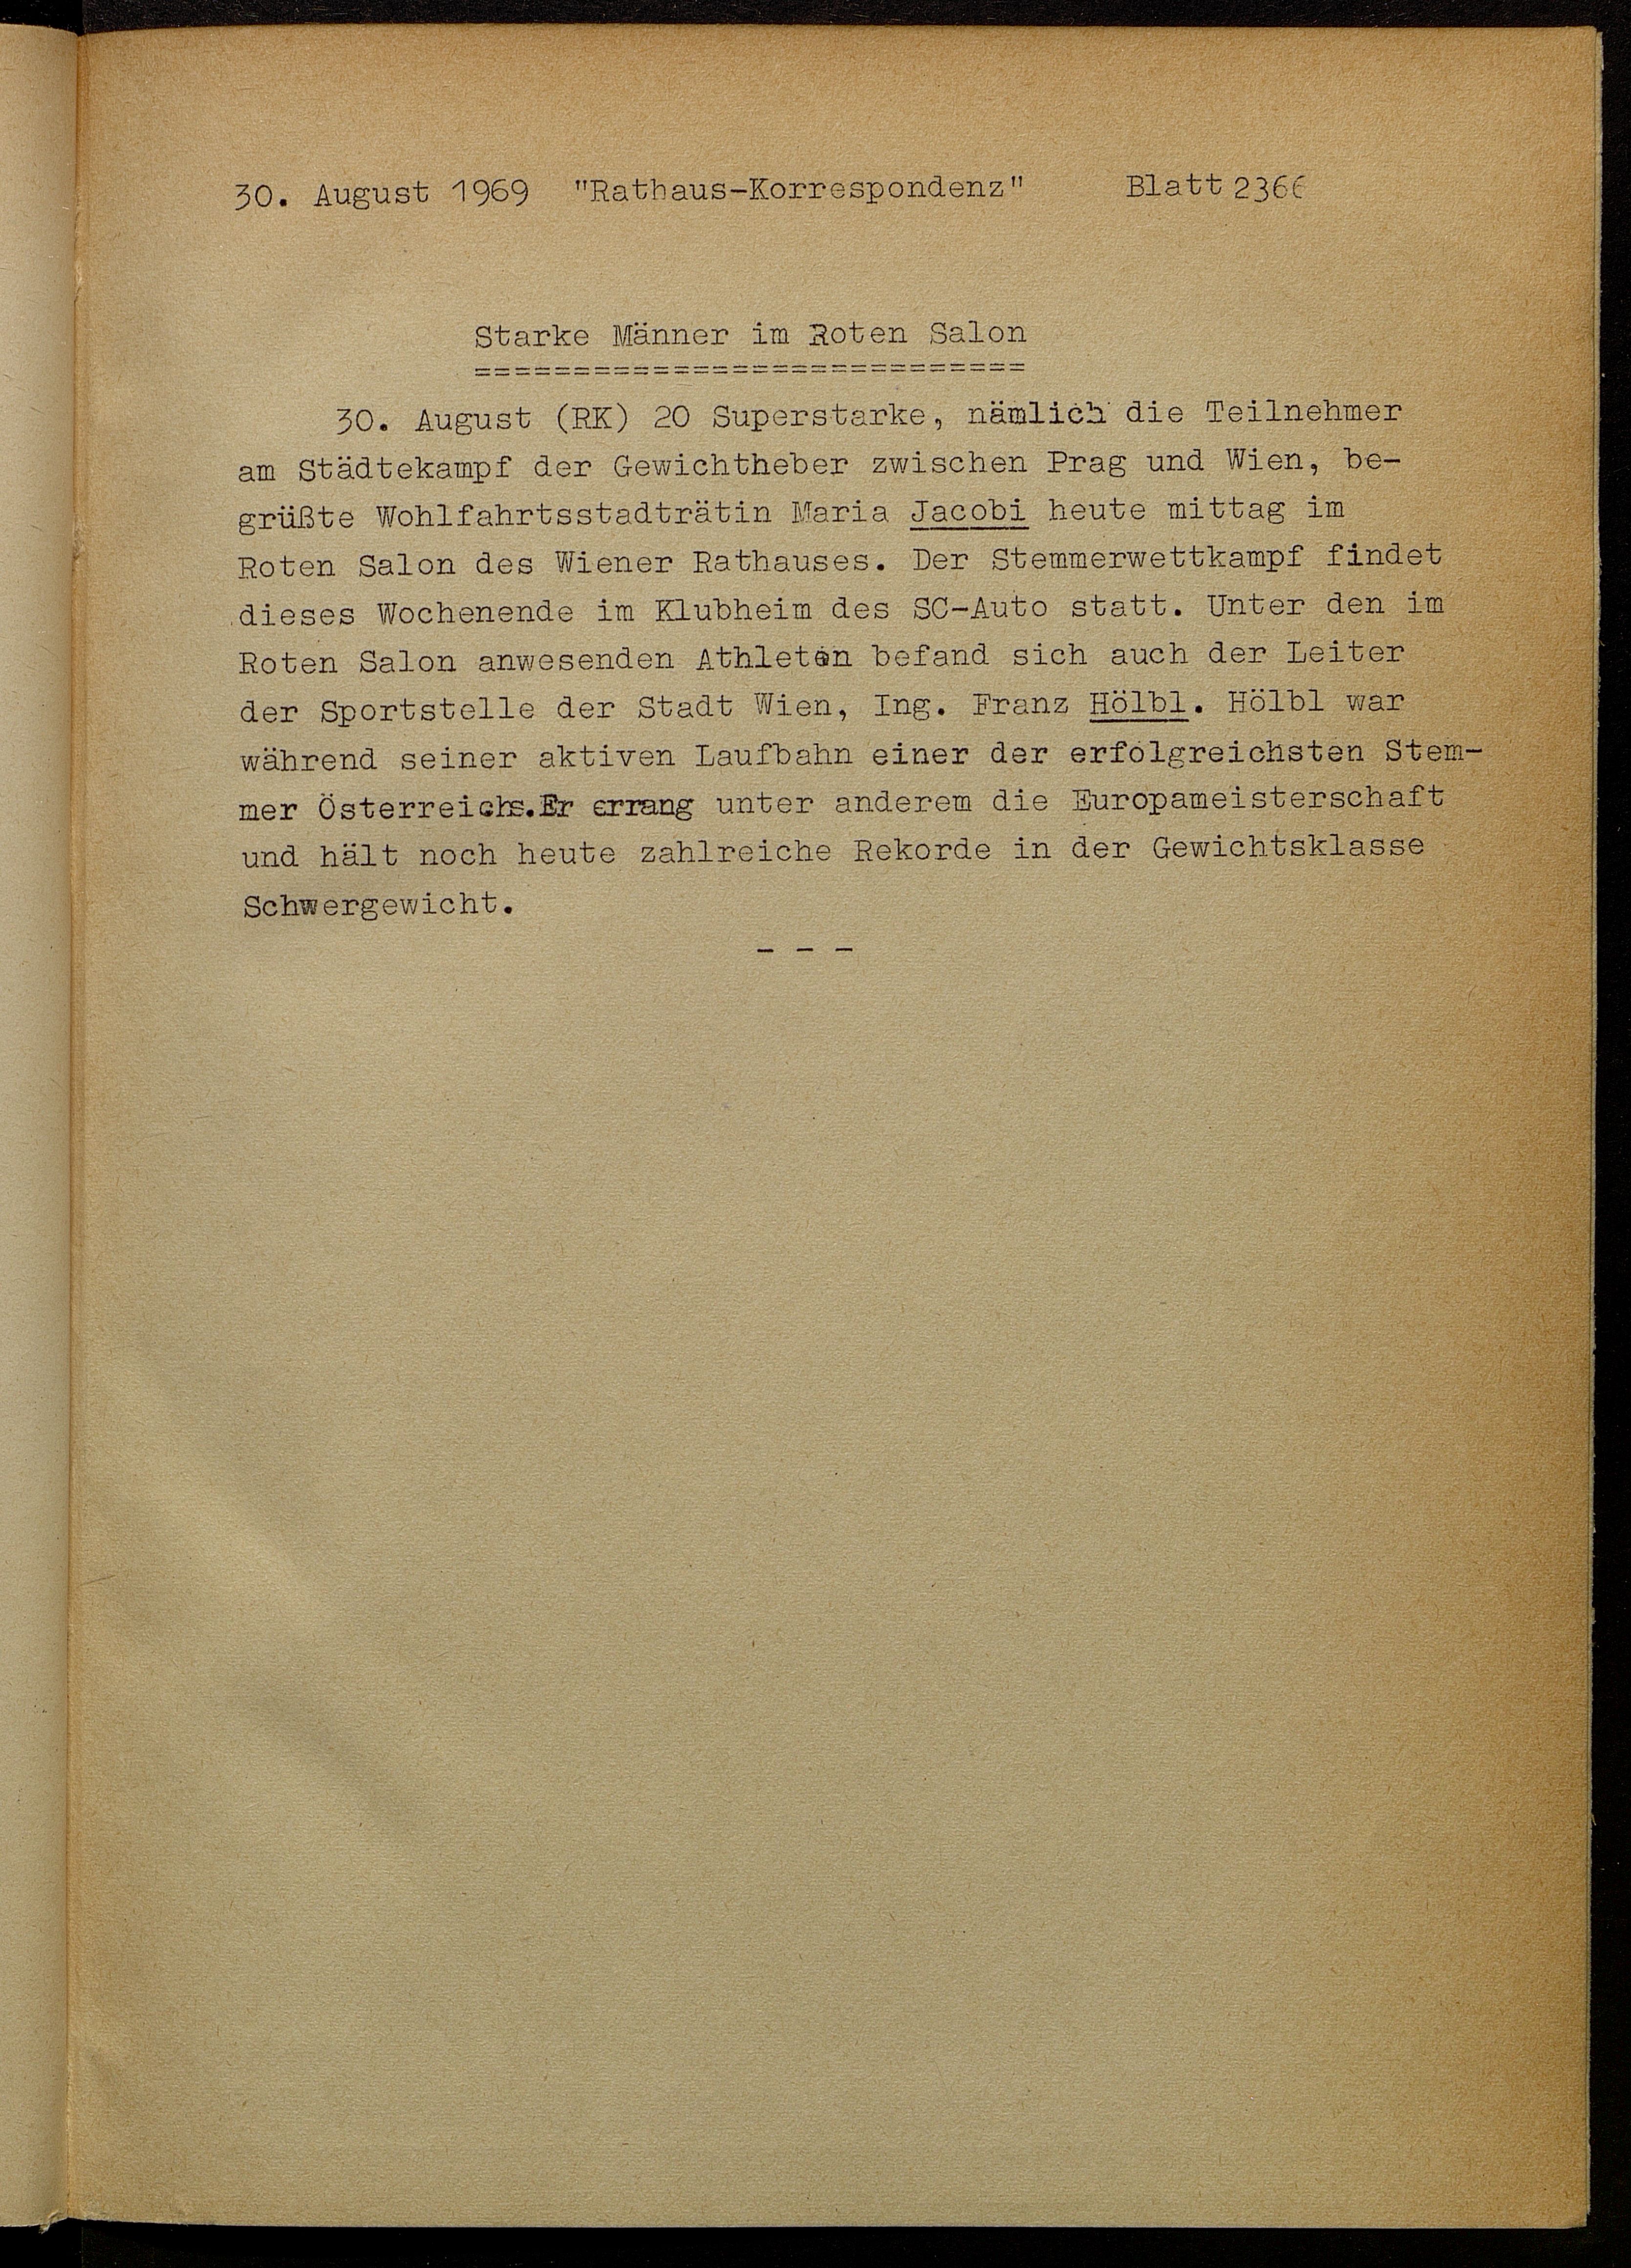 30. August 1969 "Rathaus-Korrespondenz" Blatt 2366
Starke Männer im Roten Salon
============================
30. August (RK) 20 Superstarke, nämlich die Teilnehmer
am Städtekampf der Gewichtheber zwischen Prag und Wien, be-
grüßte Wohlfahrtsstadträtin Maria Jacobi heute mittag im
Roten Salon des Wiener Rathauses. Der Stemmerwettkampf findet
dieses Wochenende im Klubheim des SC-Auto statt. Unter den im
Roten Salon anwesenden Athleten befand sich auch der Leiter
der Sportstelle der Stadt Wien, Ing. Franz Hölbl. Hölbl war
während seiner aktiven Laufbahn einer der erfolgreichsten Stem-
mer Österreichs.Er errang unter anderem die Europameisterschaft
und hält noch heute zahlreiche Rekorde in der Gewichtsklasse
Schwergewicht.
- - -